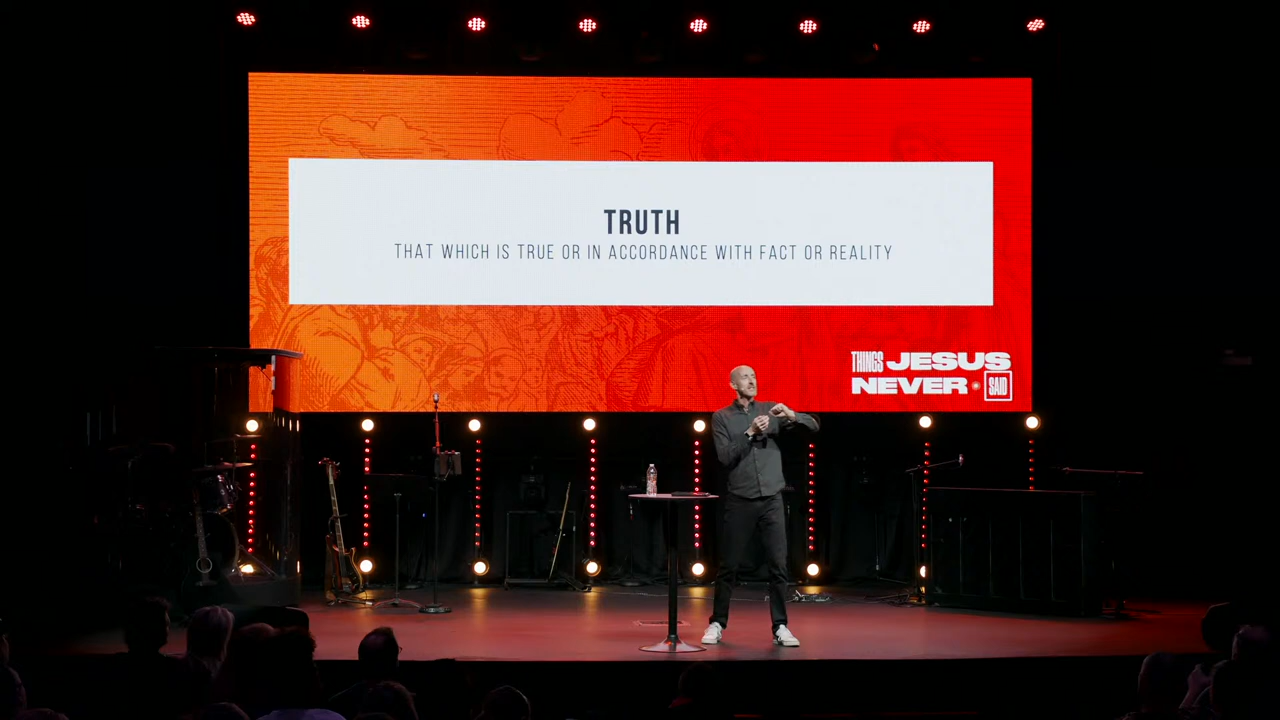 TRUTH
THAT WHICH IS TRUE OR IN ACCORDANCE WITH FACT OR REALITY
THINGS JESUS
NEVER SAID